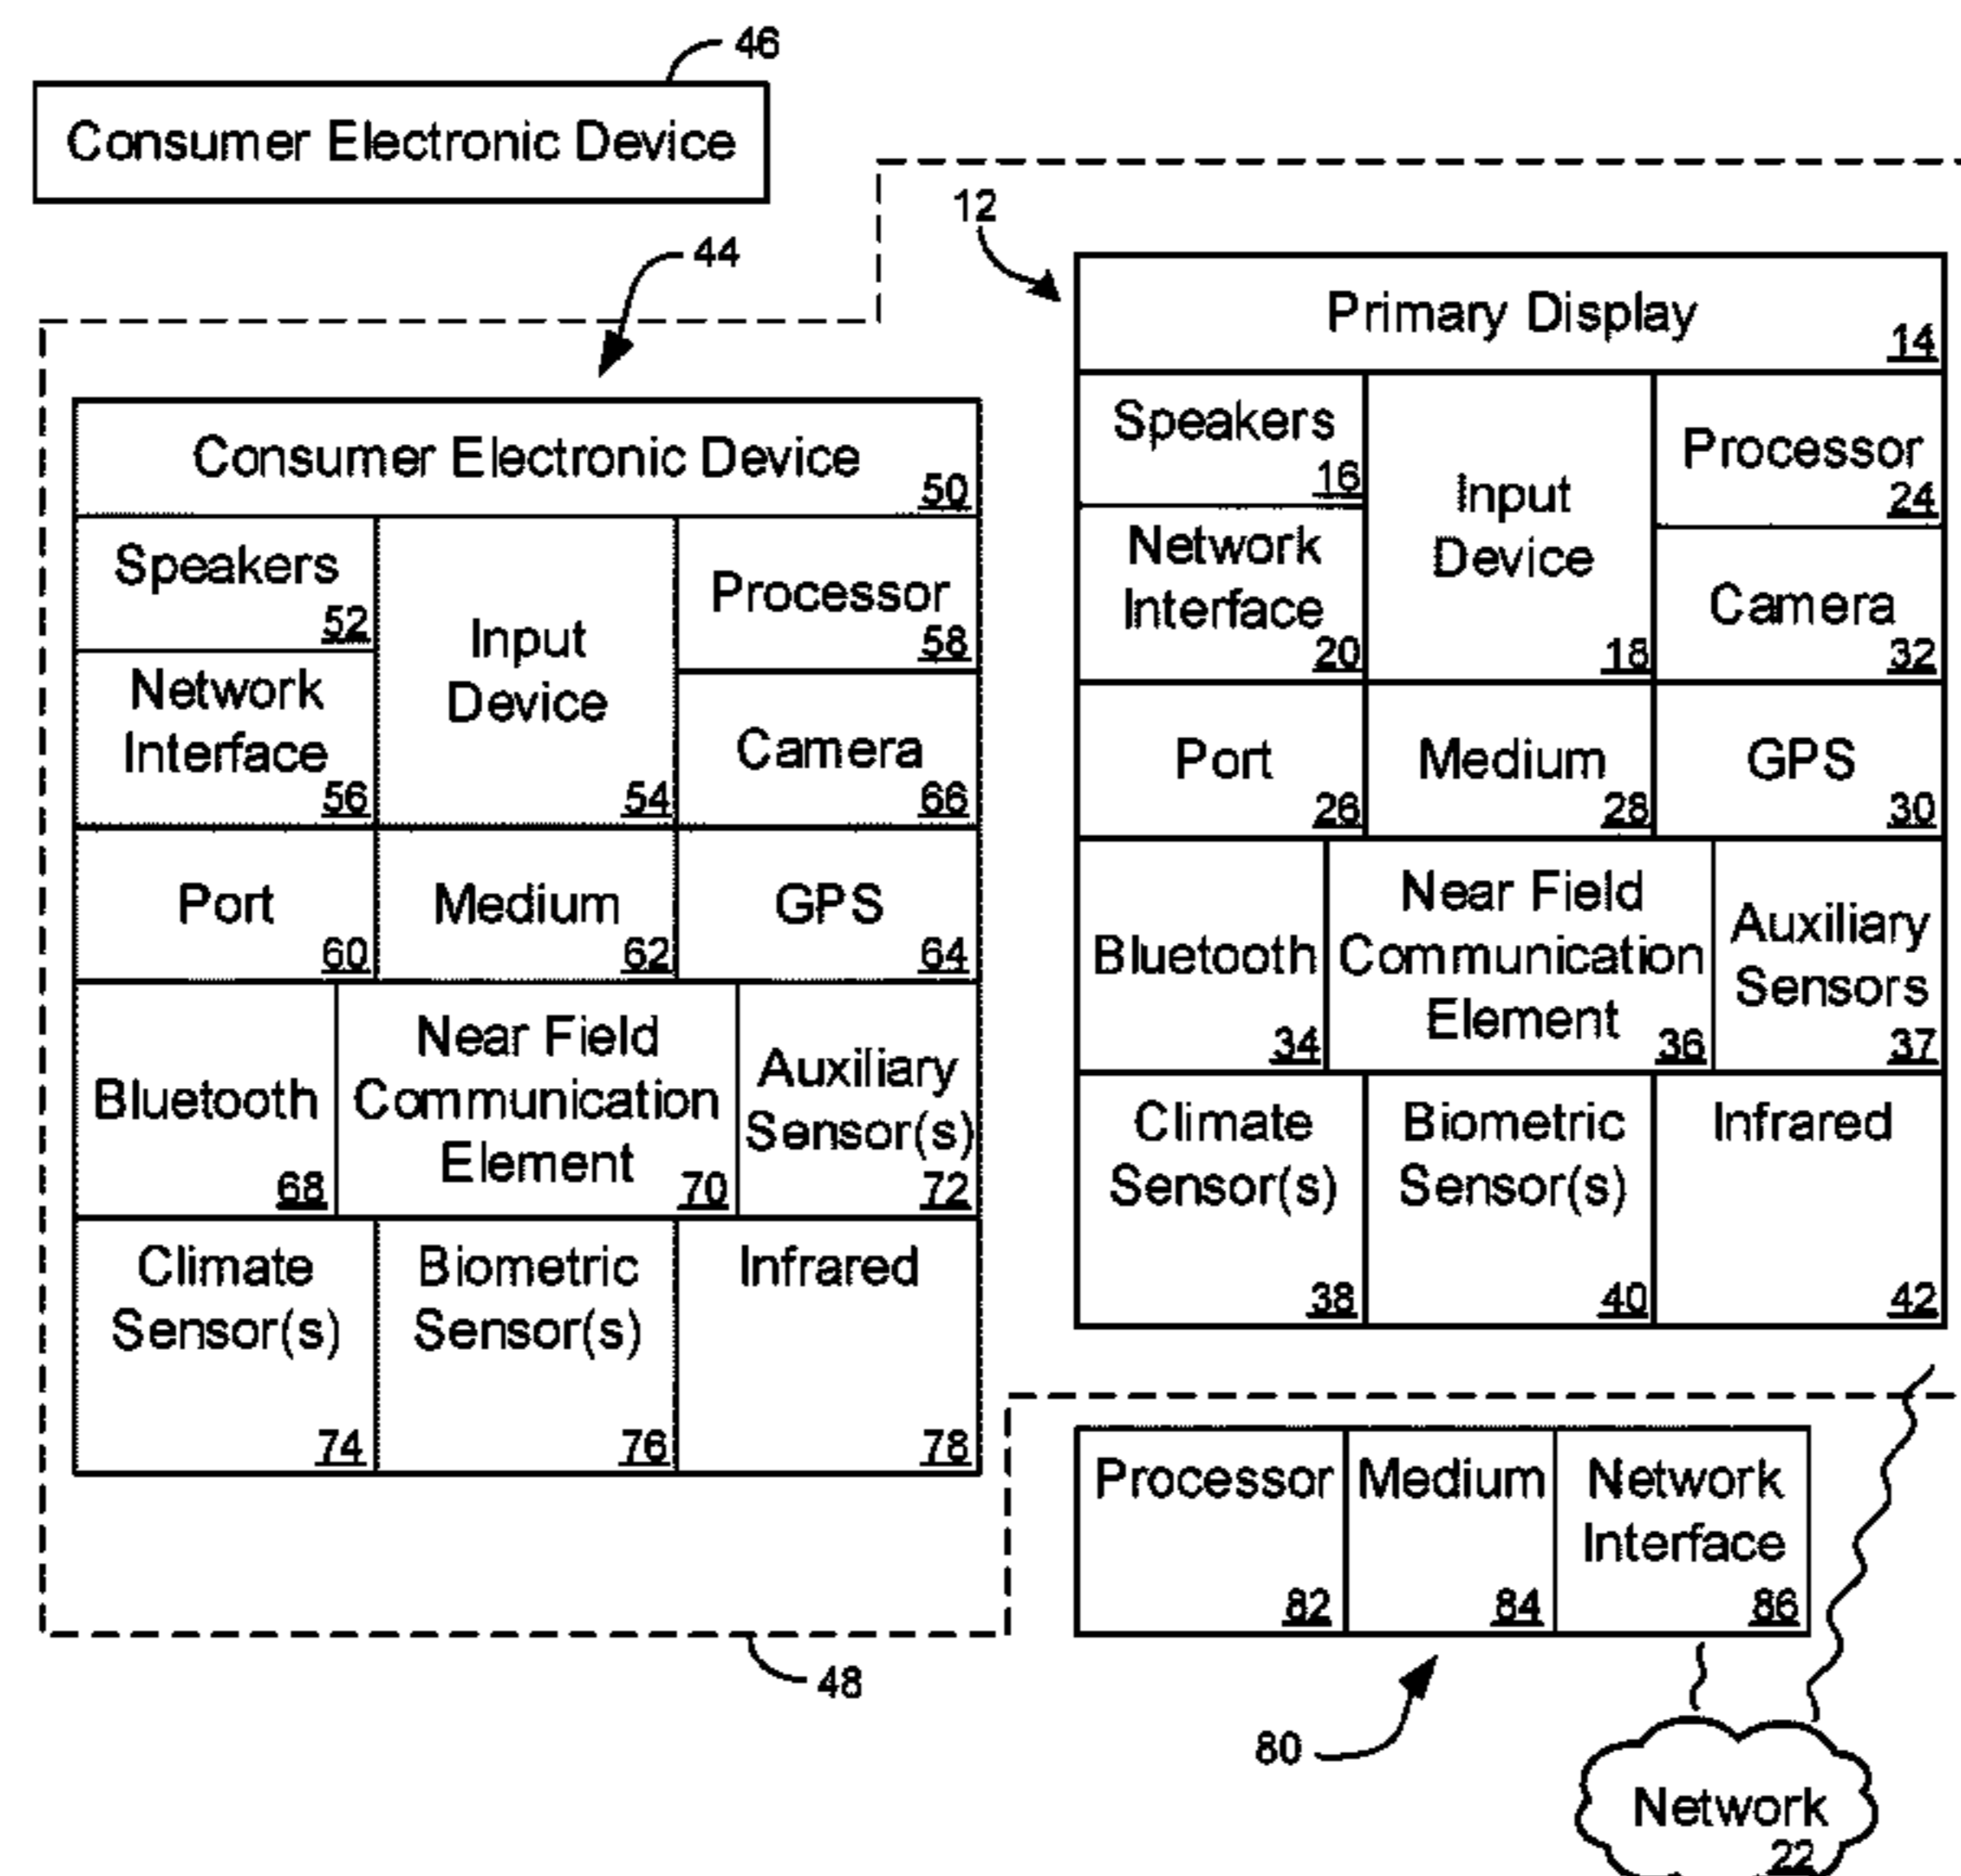 46
Consumer Electronic Device
44
Consumer Electronic Device
50
Speakers
52
Input
Device
54
Processor
58
Network
Interface
56
Camera
66
Port
60
Medium
62
GPS
64
Bluetooth
68
Near Field
Communication
Element
70
Auxiliary
Sensor(s)
72
Climate
Sensor(s)
74
Biometric
Sensor(s)
76
Infrared
78
48
12
Primary Display
14
Speakers
16
Input
Device
18
Processor
24
Network
Interface
20
Camera
32
Port
26
Medium
28
GPS
30
Bluetooth
34
Near Field
Communication
Element
36
Auxiliary
Sensors
37
Climate
Sensor(s)
38
Biometric
Sensor(s)
40
Infrared
42
Processor
82
Medium
84
Network
Interface
86
80
Network
22